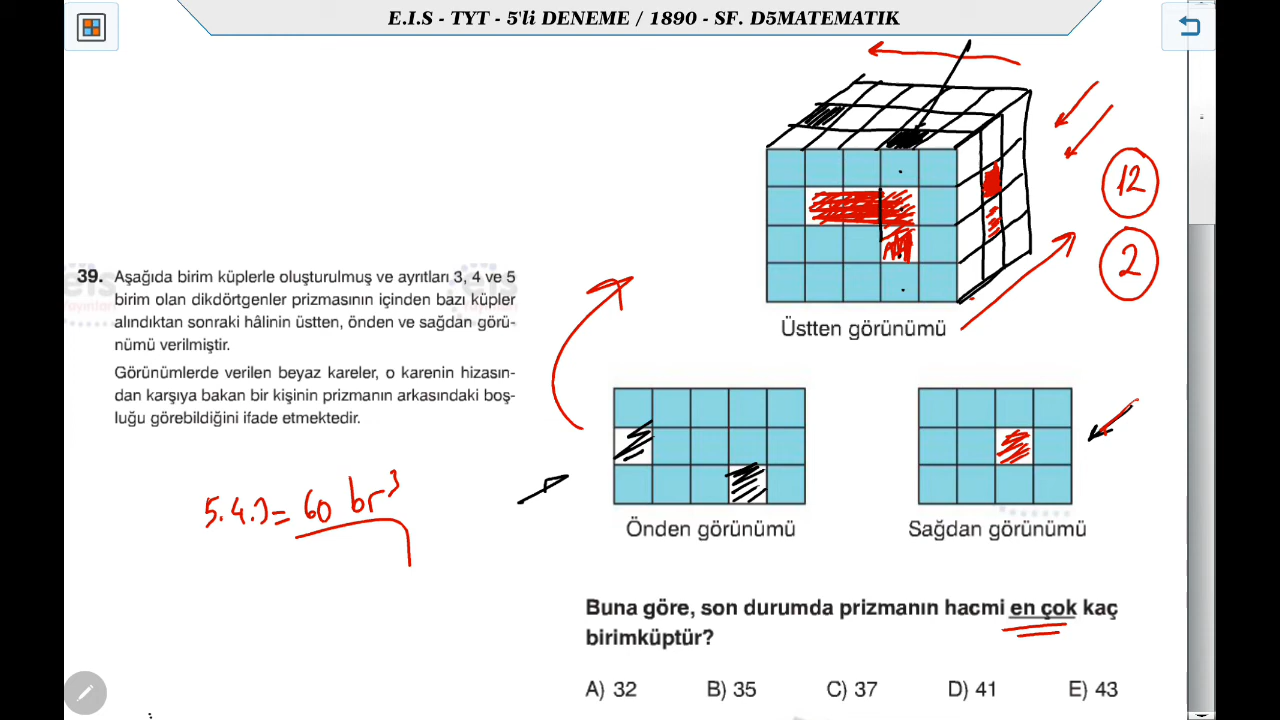 E.I.S - TYT - 5'li DENEME / 1890 - SF. D5MATEMATIK
39. Aşağıda birim küplerle oluşturulmuş ve ayrıtları 3, 4 ve 5
birim olan dikdörtgenler prizmasının içinden bazı küpler
alındıktan sonraki hâlinin üstten, önden ve sağdan görü-
nümü verilmiştir.
Görünümlerde verilen beyaz kareler, o karenin hizasın-
dan karşıya bakan bir kişinin prizmanın arkasındaki boş-
luğu görebildiğini ifade etmektedir.
5.4.3= 60 br³
12
2
Üstten görünümü
Önden görünümü
Sağdan görünümü
Buna göre, son durumda prizmanın hacmi en çok kaç
birimküptür?
A) 32 B) 35 C) 37 D) 41 E) 43